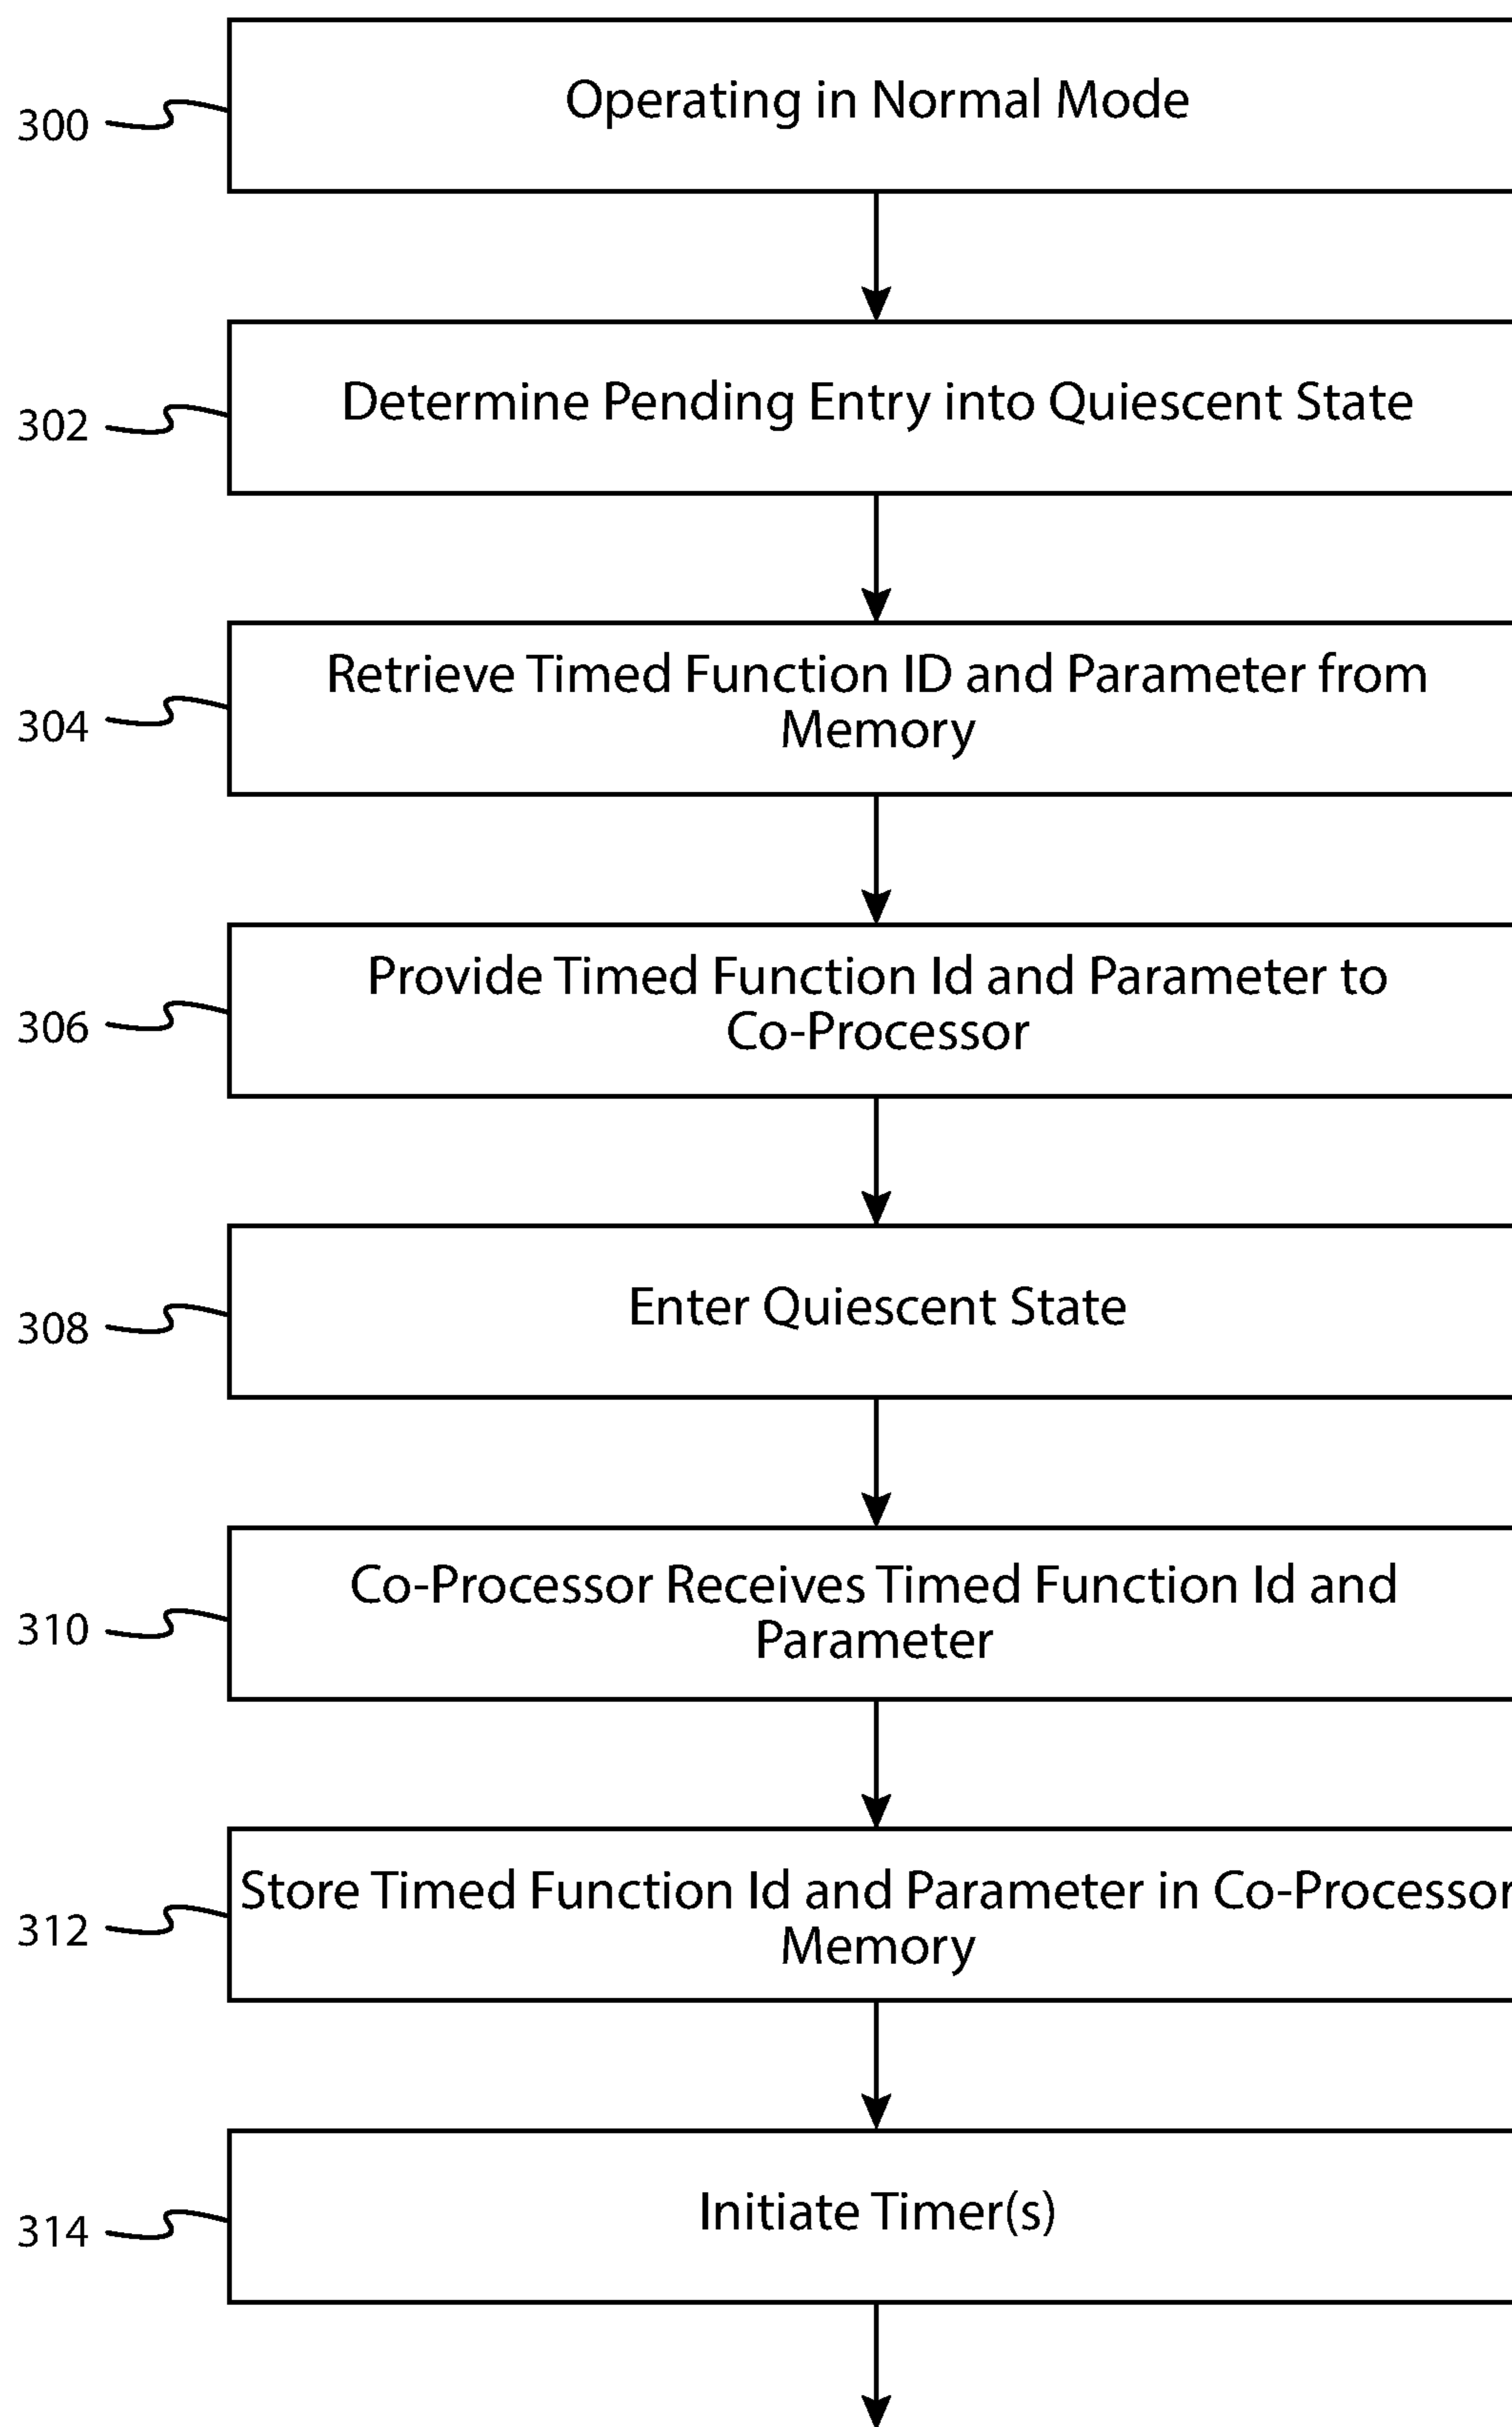 300
Operating in Normal Mode
302
Determine Pending Entry into Quiescent State
304
Retrieve Timed Function ID and Parameter from
Memory
306
Provide Timed Function Id and Parameter to
Co-Processor
308
Enter Quiescent State
310
Co-Processor Receives Timed Function Id and
Parameter
312
Store Timed Function Id and Parameter in Co-Processor
Memory
314
Initiate Timer(s)